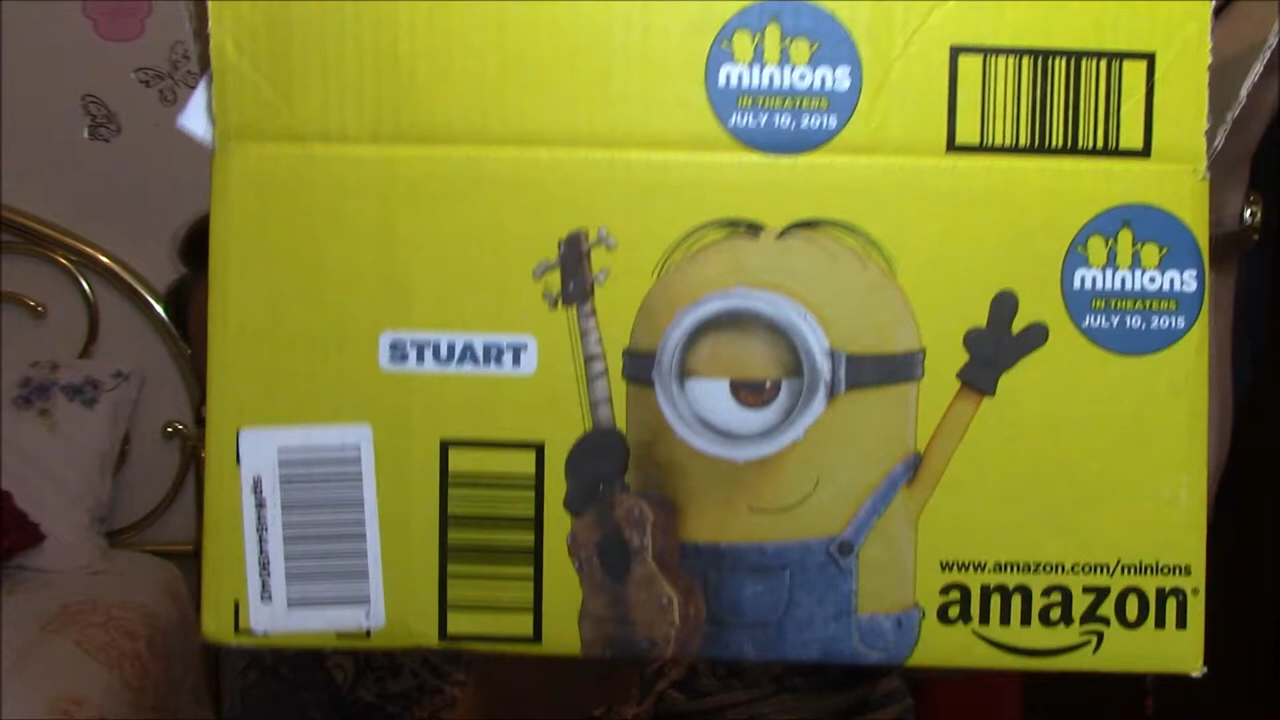 minions
IN THEATERS
JULY 10, 2015
minions
IN THEATERS
JULY 10, 2015
STUART
www.amazon.com/minions
amazon